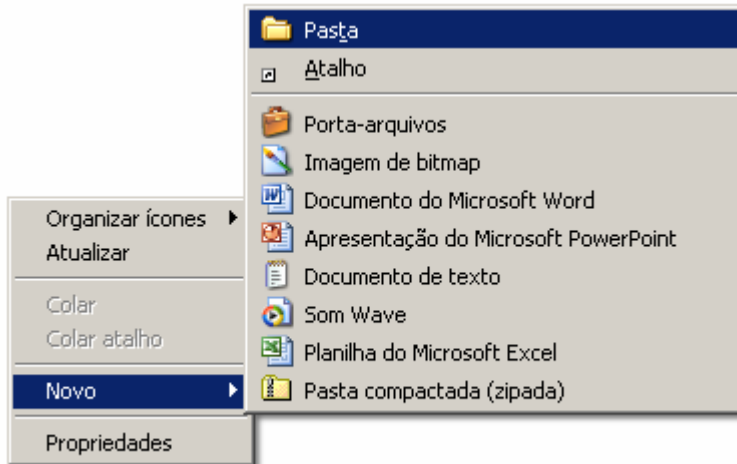 Pasta
Atalho
Porta-arquivos
Imagem de bitmap
Documento do Microsoft Word
Apresentação do Microsoft PowerPoint
Documento de texto
Som Wave
Planilha do Microsoft Excel
Pasta compactada (zipada)
Organizar ícones
Atualizar
Colar
Colar atalho
Novo
Propriedades